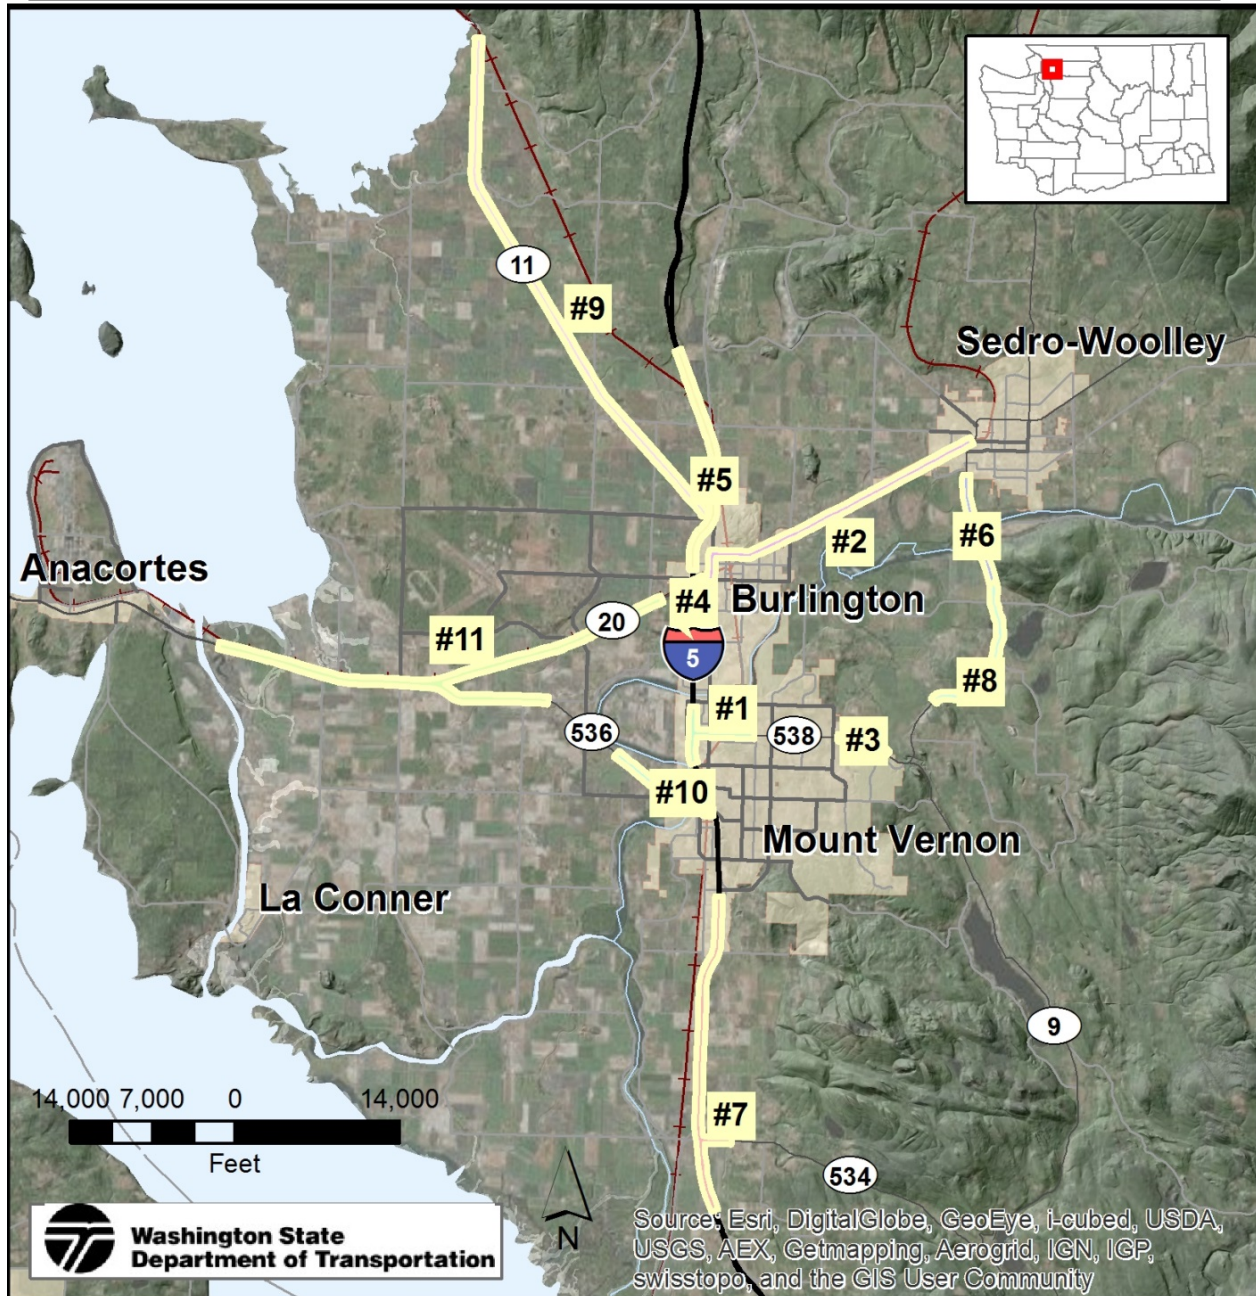 11
#9
Sedro-Woolley
#5
#2
#6
Anacortes
#4
Burlington
20
#11
5
#8
#1
536
538
#3
#10
Mount Vernon
La Conner
9
14,000 7,000 0 14,000
Feet
#7
534
N
Washington State
Department of Transportation
Source: Esri, DigitalGlobe, GeoEye, i-cubed, USDA,
USGS, AEX, Getmapping, Aerogrid, IGN, IGP,
swisstopo, and the GIS User Community